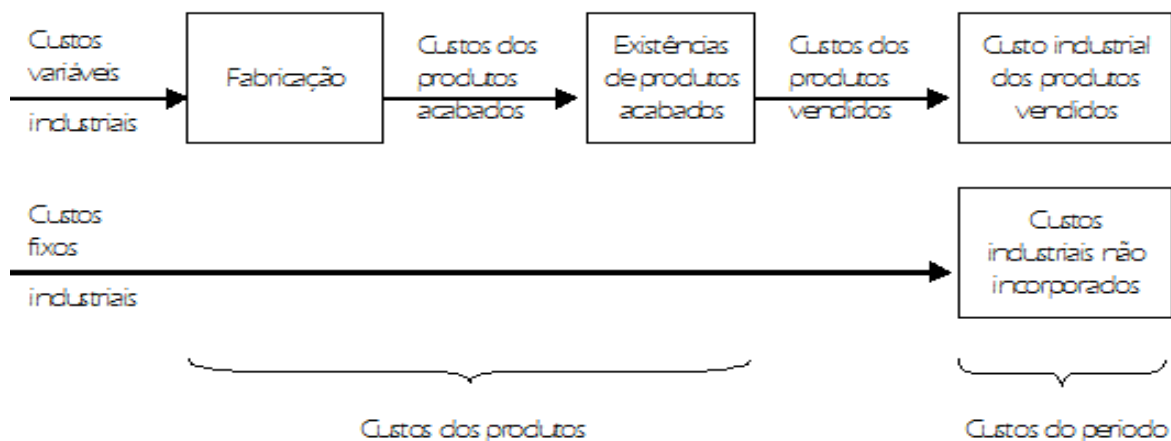 Custos
variáveis
industriais
Fabricação
Custos dos
produtos
acabados
Existências
de produtos
acabados
Custos dos
produtos
vendidos
Custo industrial
dos produtos
vendidos
Custos
fixos
industriais
Custos
industriais não
incorporados
Custos dos produtos
Custos do periodo